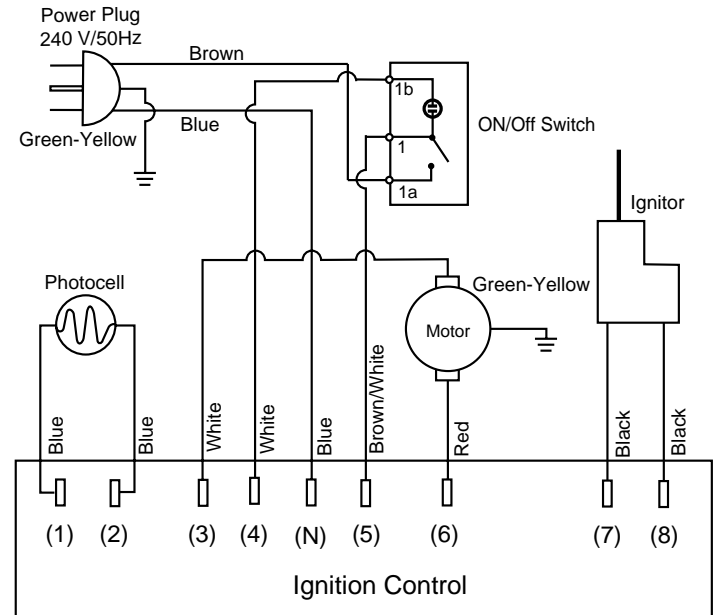 Power Plug
240 V/50Hz
Brown
Blue
Green-Yellow
1b
1
1a
ON/Off Switch
Ignitor
Photocell
Green-Yellow
Motor
Blue
Blue
White
White
Blue
Brown/White
Red
Black
Black
(1) (2) (3) (4) (N) (5) (6) (7) (8)
Ignition Control